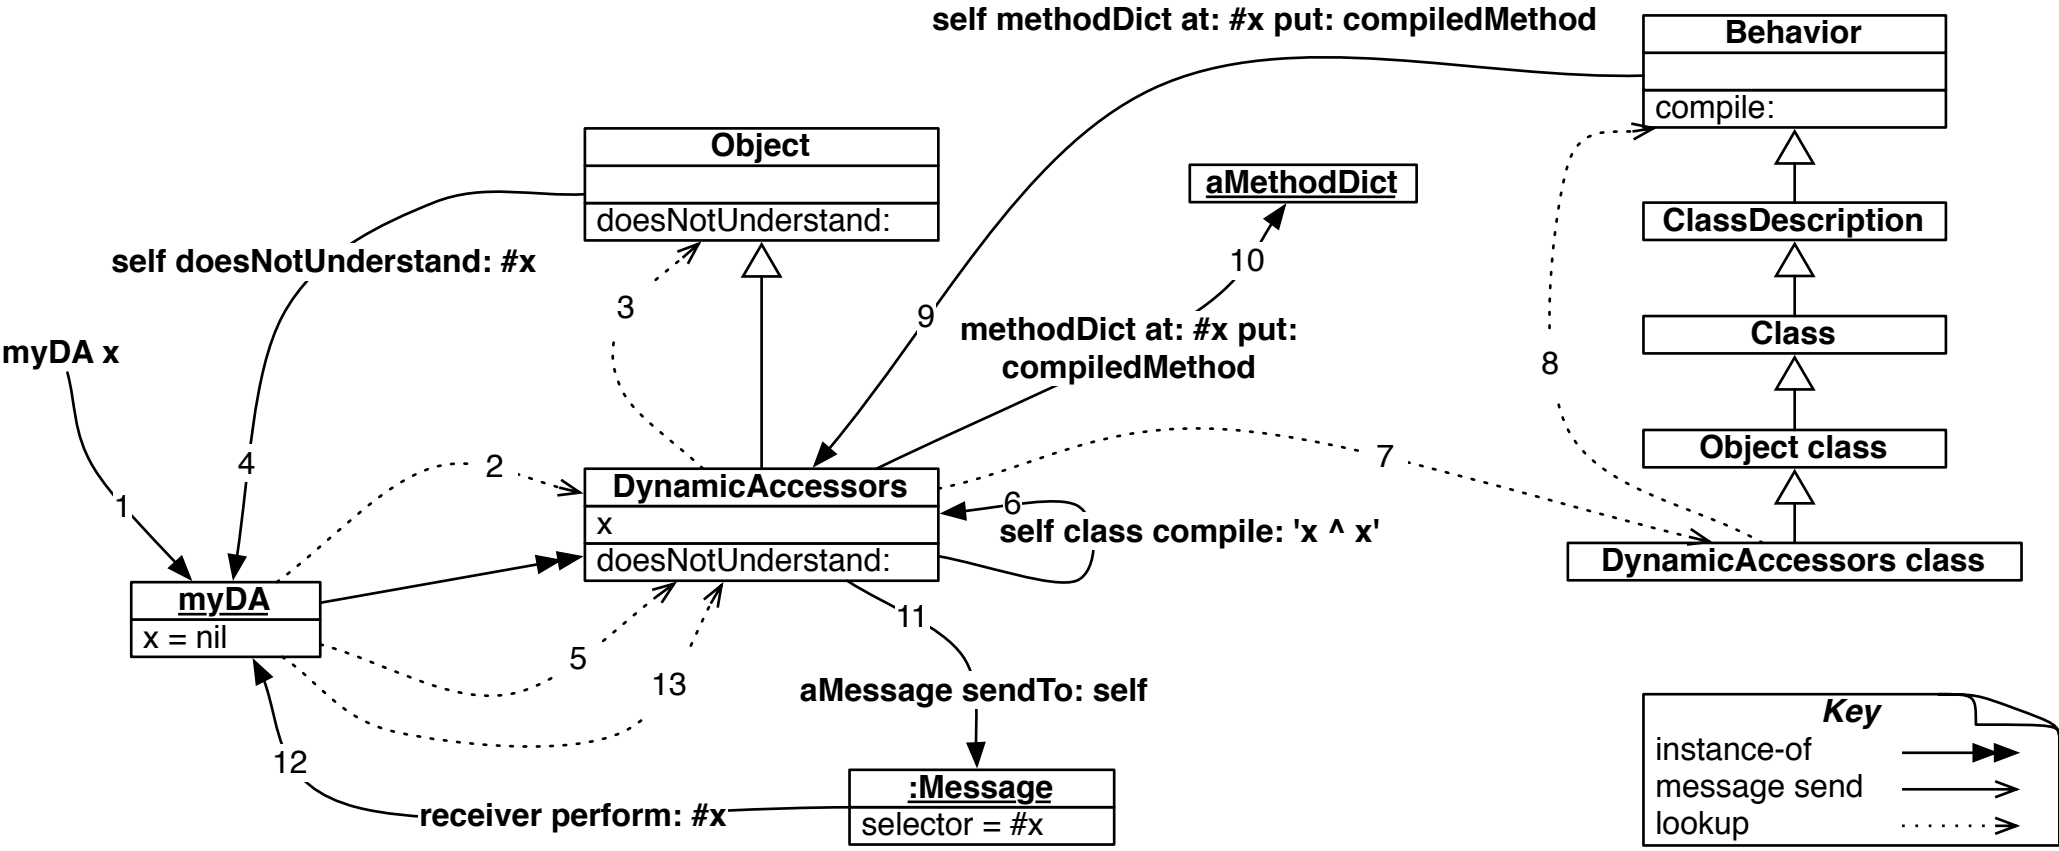 self methodDict at: #x put: compiledMethod
Behavior
compile:
Object
doesNotUnderstand:
aMethodDict
ClassDescription
self doesNotUnderstand: #x
10
3
9
methodDict at: #x put:
compiledMethod
Class
myDA x
8
Object class
4
2
7
DynamicAccessors
x
doesNotUnderstand:
6
self class compile: 'x ^ x'
1
DynamicAccessors class
myDA
x = nil
11
5
13
aMessage sendTo: self
12
:Message
selector = #x
receiver perform: #x
Key
instance-of
message send
lookup